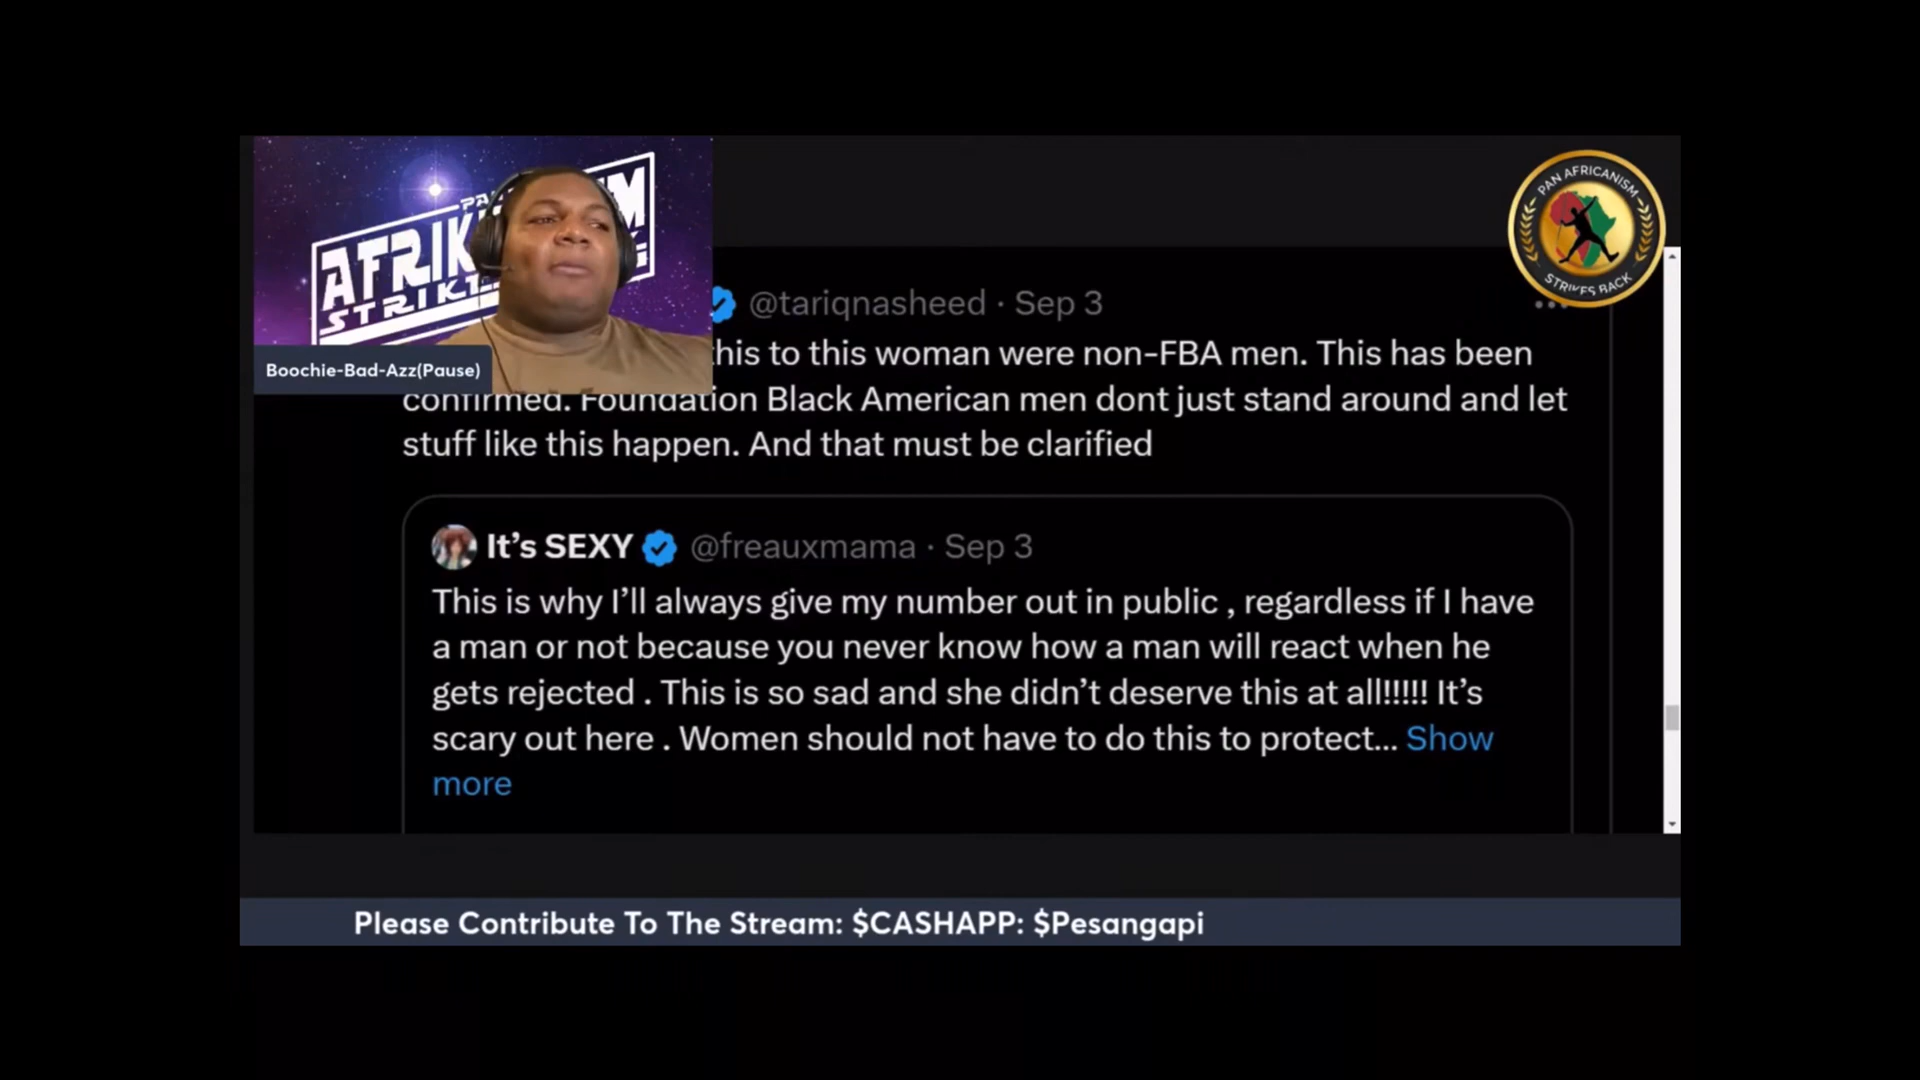 PAN AFRICANISM
STRIKES BACK
AFRIK
STRIK
Boochie-Bad-Azz(Pause)
@tariqnasheed · Sep 3
this to this woman were non-FBA men. This has been
confirmed. Foundation Black American men dont just stand around and let
stuff like this happen. And that must be clarified
It’s SEXY @freauxmama · Sep 3
This is why I’ll always give my number out in public , regardless if I have
a man or not because you never know how a man will react when he
gets rejected . This is so sad and she didn’t deserve this at all!!!!! It’s
scary out here . Women should not have to do this to protect... Show
more
Please Contribute To The Stream: $CASHAPP: $Pesangapi